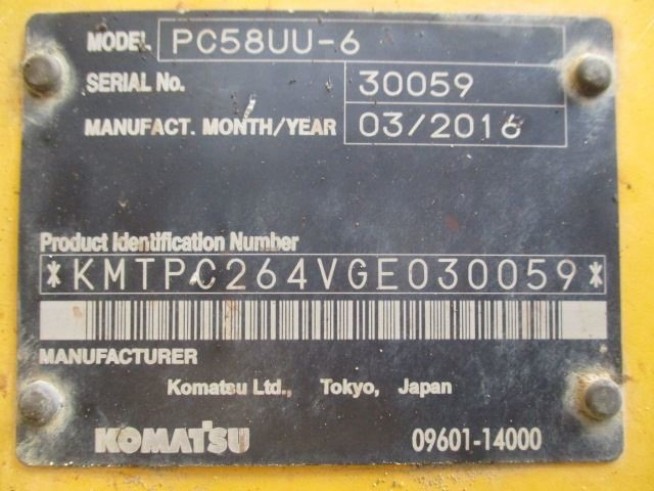 MODEL PC58UU-6
SERIAL No. 30059
MANUFACT. MONTH/YEAR 03/2016
Product Identification Number
*KMTPC264VGE030059*
MANUFACTURER
Komatsu Ltd., Tokyo, Japan
KOMATSU 09601-14000